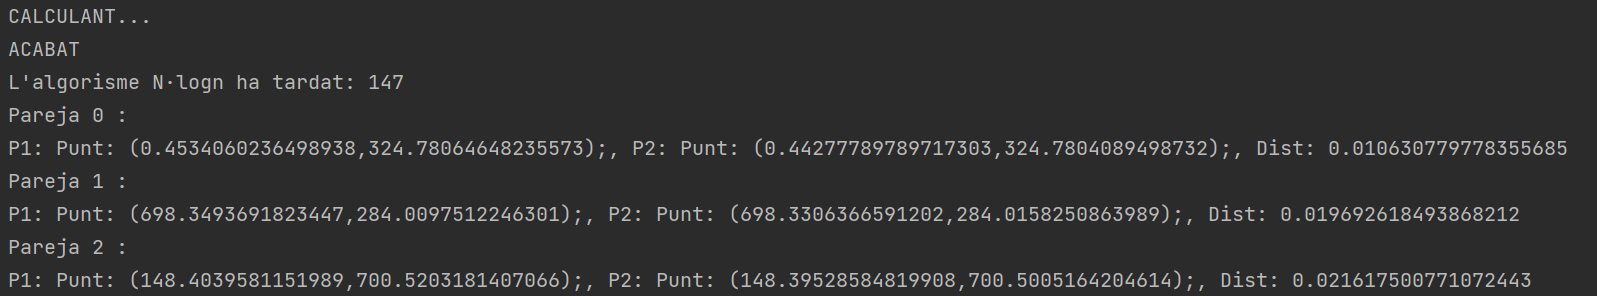 CALCULANT...
ACABAT
L'algorisme N·logn ha tardat: 147
Pareja 0 :
P1: Punt: (0.4534060236498938,324.780646482​35573);, P2: Punt: (0.44277789789717303,324.7804089498732);, Dist: 0.010630779778355685
Pareja 1 :
P1: Punt: (698.3493691823447,284.0097512246301);, P2: Punt: (698.3306366591202,284.0158250863989);, Dist: 0.019692618493868212
Pareja 2 :
P1: Punt: (148.4039581151989,700.5203181407066);, P2: Punt: (148.39528584819908,700.5005164204614);, Dist: 0.021617500771072443